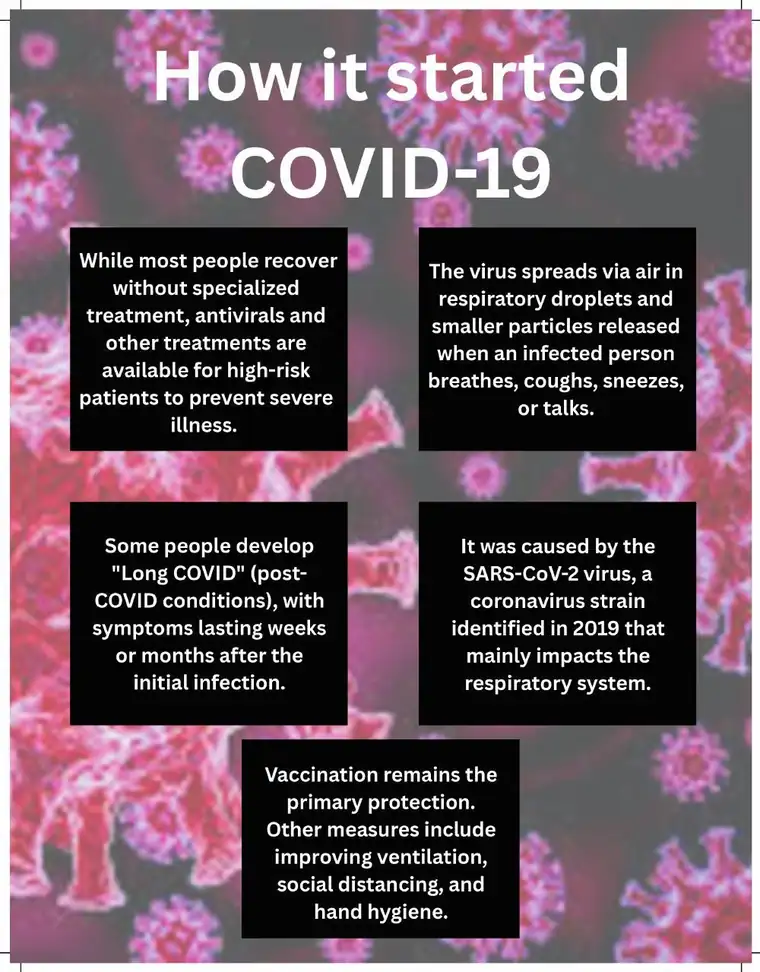 How it started
COVID-19
While most people recover
without specialized
treatment, antivirals and
other treatments are
available for high-risk
patients to prevent severe
illness.
The virus spreads via air in
respiratory droplets and
smaller particles released
when an infected person
breathes, coughs, sneezes,
or talks.
Some people develop
"Long COVID" (post-
COVID conditions), with
symptoms lasting weeks
or months after the
initial infection.
It was caused by the
SARS-CoV-2 virus, a
coronavirus strain
identified in 2019 that
mainly impacts the
respiratory system.
Vaccination remains the
primary protection.
Other measures include
improving ventilation,
social distancing, and
hand hygiene.